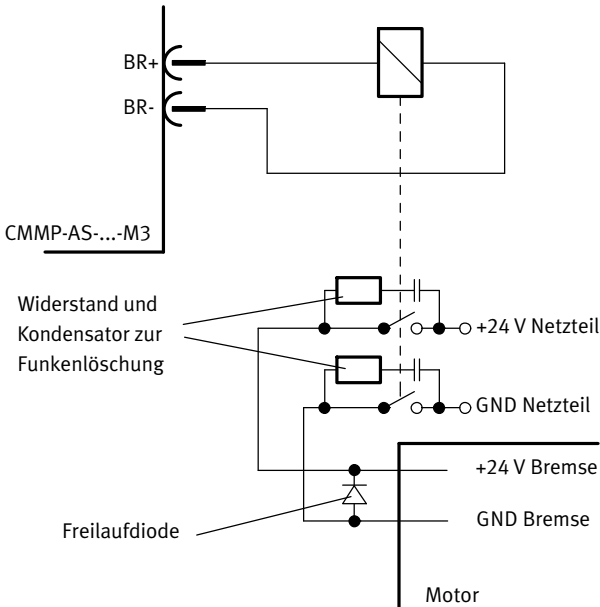 BR+
BR-
CMMP-AS-...-M3
Widerstand und
Kondensator zur
Funkenlöschung
+24 V Netzteil
GND Netzteil
+24 V Bremse
Freilaufdiode
GND Bremse
Motor